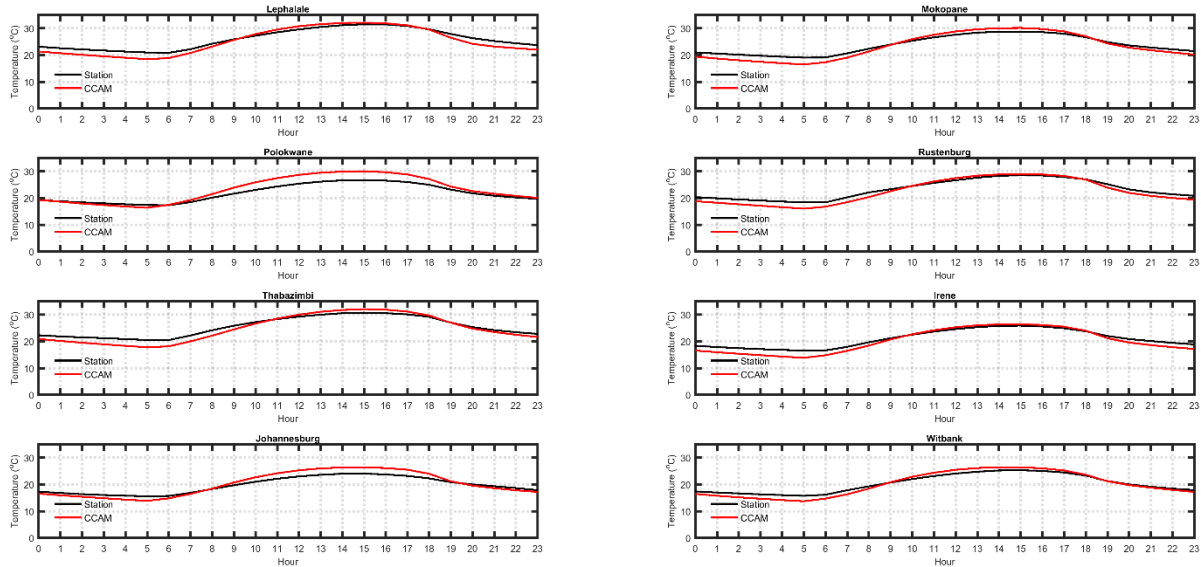 Lephalale
30
20
10
0
Temperature (°C)
Station
CCAM
0 1 2 3 4 5 6 7 8 9 10 11 12 13 14 15 16 17 18 19 20 21 22 23
Hour
Mokopane
30
20
10
0
Temperature (°C)
Station
CCAM
0 1 2 3 4 5 6 7 8 9 10 11 12 13 14 15 16 17 18 19 20 21 22 23
Hour
Polokwane
30
20
10
0
Temperature (°C)
Station
CCAM
0 1 2 3 4 5 6 7 8 9 10 11 12 13 14 15 16 17 18 19 20 21 22 23
Hour
Rustenburg
30
20
10
0
Temperature (°C)
Station
CCAM
0 1 2 3 4 5 6 7 8 9 10 11 12 13 14 15 16 17 18 19 20 21 22 23
Hour
Thabazimbi
30
20
10
0
Temperature (°C)
Station
CCAM
0 1 2 3 4 5 6 7 8 9 10 11 12 13 14 15 16 17 18 19 20 21 22 23
Hour
Irene
30
20
10
0
Temperature (°C)
Station
CCAM
0 1 2 3 4 5 6 7 8 9 10 11 12 13 14 15 16 17 18 19 20 21 22 23
Hour
Johannesburg
30
20
10
0
Temperature (°C)
Station
CCAM
0 1 2 3 4 5 6 7 8 9 10 11 12 13 14 15 16 17 18 19 20 21 22 23
Hour
Witbank
30
20
10
0
Temperature (°C)
Station
CCAM
0 1 2 3 4 5 6 7 8 9 10 11 12 13 14 15 16 17 18 19 20 21 22 23
Hour